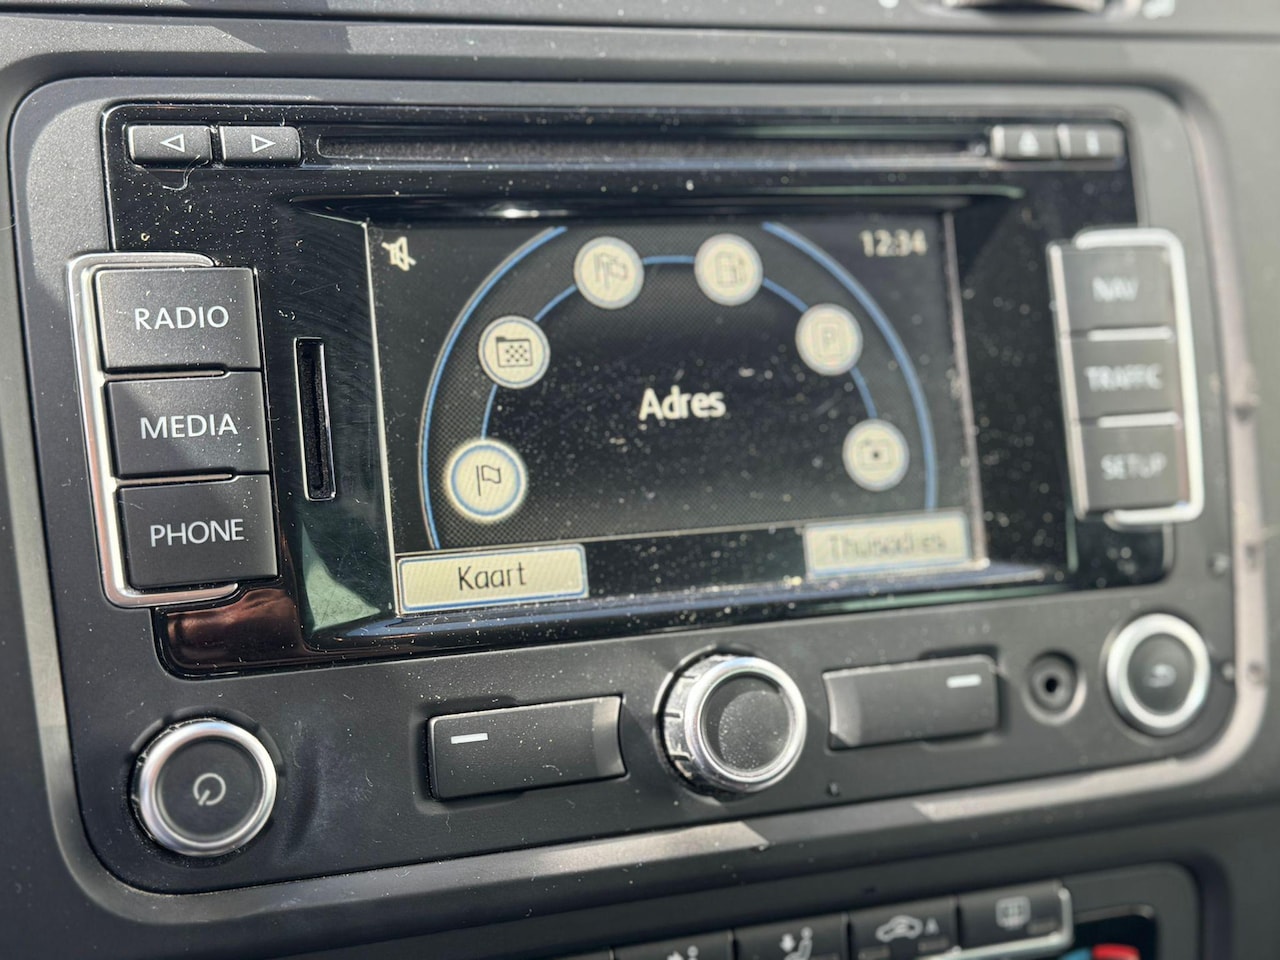 12:34
RADIO
MEDIA
PHONE
NAV
TRAFFIC
SETUP
Adres
Kaart
Thuisadres